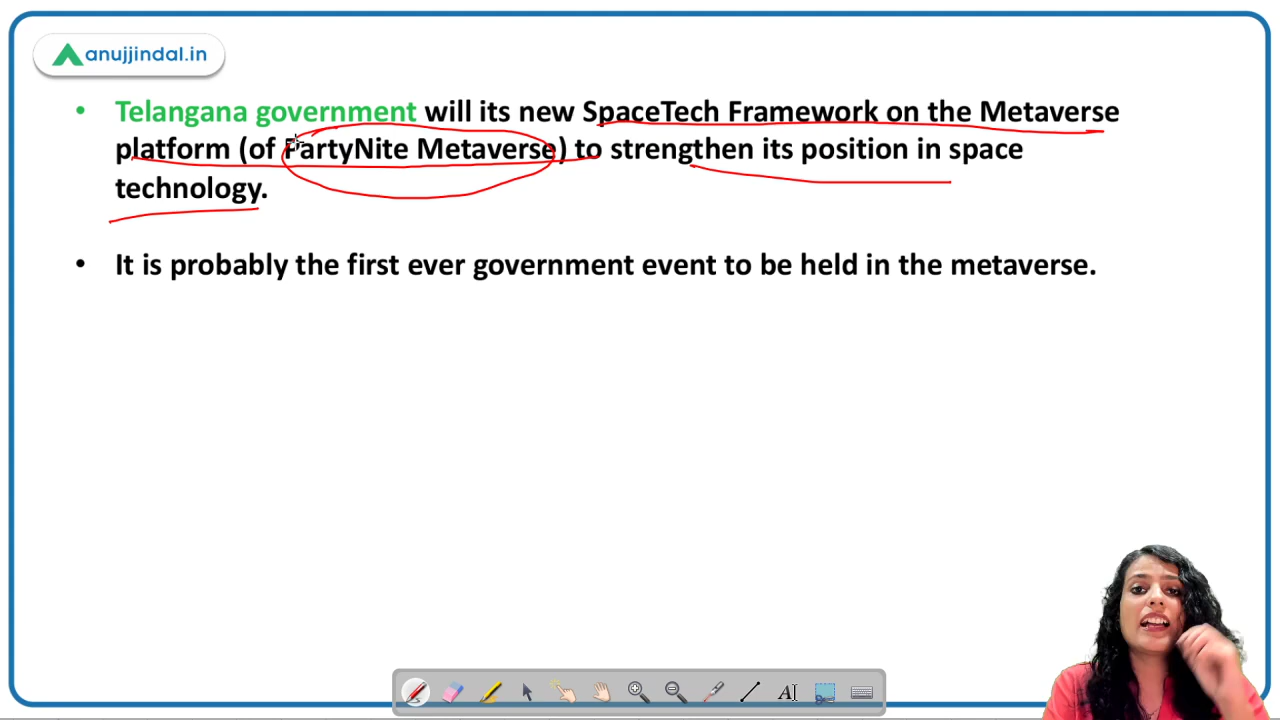 anujjindal.in
• Telangana government will its new SpaceTech Framework on the Metaverse
platform (of PartyNite Metaverse) to strengthen its position in space
technology.
• It is probably the first ever government event to be held in the metaverse.
A